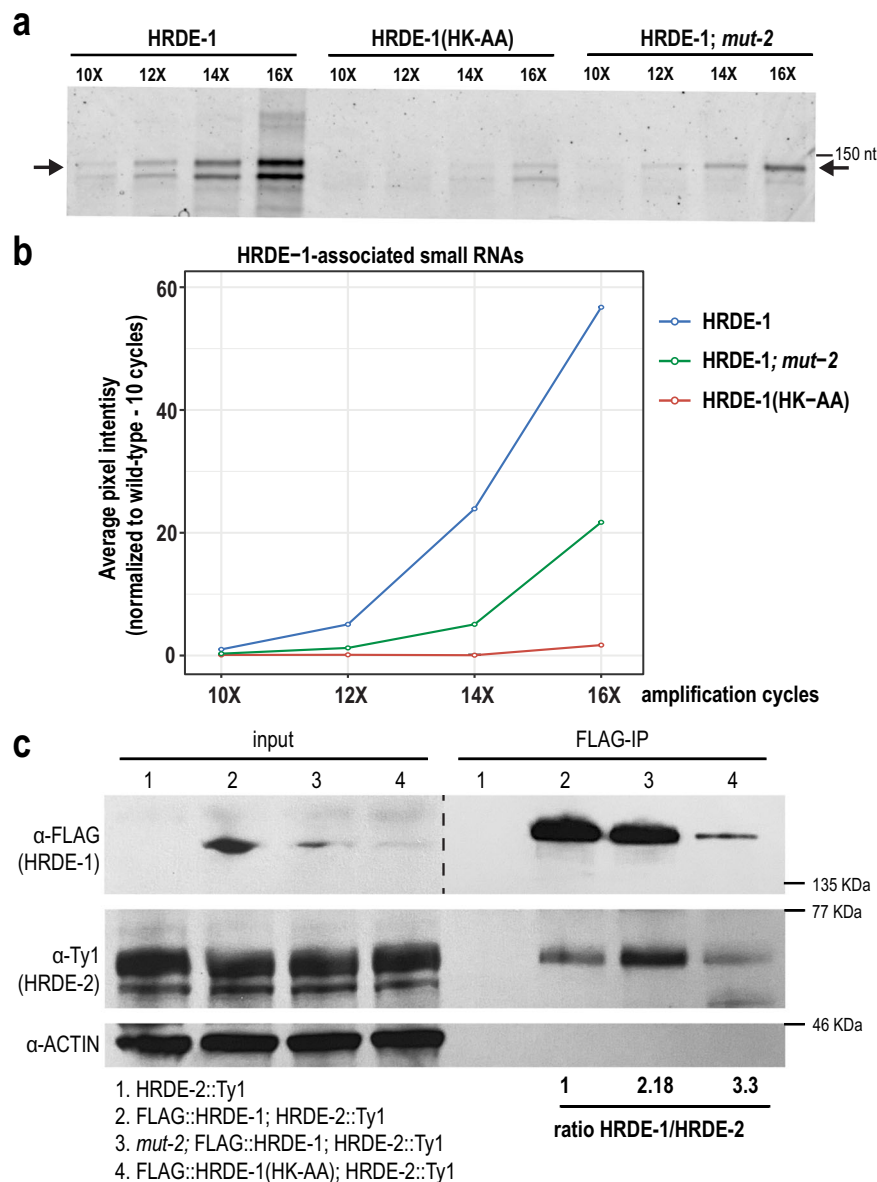 a
HRDE-1 HRDE-1(HK-AA) HRDE-1; mut-2
10X 12X 14X 16X 10X 12X 14X 16X 10X 12X 14X 16X
150 nt
b
HRDE−1-associated small RNAs
Average pixel intentisy
(normalized to wild-type - 10 cycles)
60
40
20
0
10X 12X 14X 16X amplification cycles
HRDE-1
HRDE-1; mut−2
HRDE-1(HK−AA)
c
input FLAG-IP
1 2 3 4 1 2 3 4
α-FLAG
(HRDE-1)
135 KDa
77 KDa
α-Ty1
(HRDE-2)
46 KDa
α-ACTIN
1. HRDE-2::Ty1
2. FLAG::HRDE-1; HRDE-2::Ty1
3. mut-2; FLAG::HRDE-1; HRDE-2::Ty1
4. FLAG::HRDE-1(HK-AA); HRDE-2::Ty1
1 2.18 3.3
ratio HRDE-1/HRDE-2